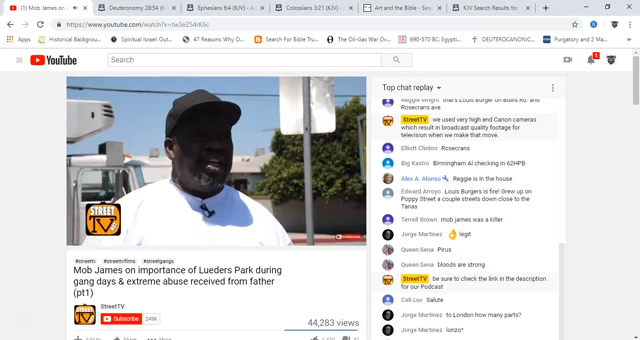 Mob James on i
Deuteronomy 28:54 (KJV) -
Ephesians 6:4 (KJV) -
Colossians 3:21 (KJV) -
Art and the Bible -
KJV Search Results for
https://www.youtube.com/watch?v=
Apps
Historical Background
Spiritual Israel: Out
47 Reasons Why O
Search For Bible Tru
The Oil-Gas War Ov
690-570 BC: Egypti
DEUTEROCANONIC
Purgatory and 2 Ma
YouTube
Search
1
Top chat replay
Reggie Wright that's Louis Burger on Bullis Rd. and
Rosecrans ave
StreetTV we used very high end Canon cameras
which result in broadcast quality footage for
television when we make that move.
Elliott Clinton Rosecrans
Big Kastro Birmingham Al checking in 62HPB
Alex A. Alonso Reggie is in the house
Edward Arroyo Louis Burgers is fire! Grew up on
Poppy Street a couple streets down close to the
Tanas
Terrell Brown mob james was a killer
Jorge Martinez 👌 legit
Queen Sena Pirus
Queen Sena bloods are strong
StreetTV be sure to check the link in the description
for our Podcast
Cali Luv Salute
Jorge Martinez to London how many parts?
Jorge Martinez lonzo*
STREET
TV
#streettv #streettvfilms #streetgangs
Mob James on importance of Lueders Park during
gang days & extreme abuse received from father
(pt1)
StreetTV
Subscribe 249K
44,283 views